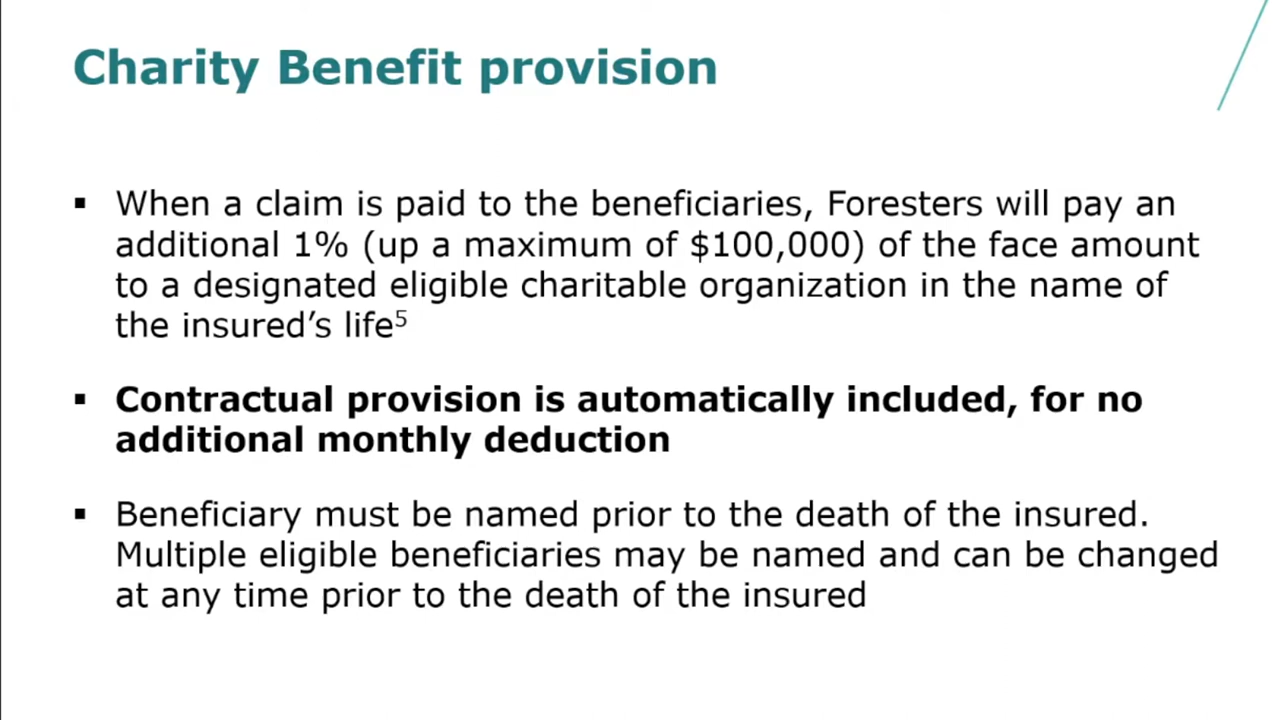 Charity Benefit provision
▪ When a claim is paid to the beneficiaries, Foresters will pay an
additional 1% (up a maximum of $100,000) of the face amount
to a designated eligible charitable organization in the name of
the insured’s life⁵
▪ Contractual provision is automatically included, for no
additional monthly deduction
▪ Beneficiary must be named prior to the death of the insured.
Multiple eligible beneficiaries may be named and can be changed
at any time prior to the death of the insured